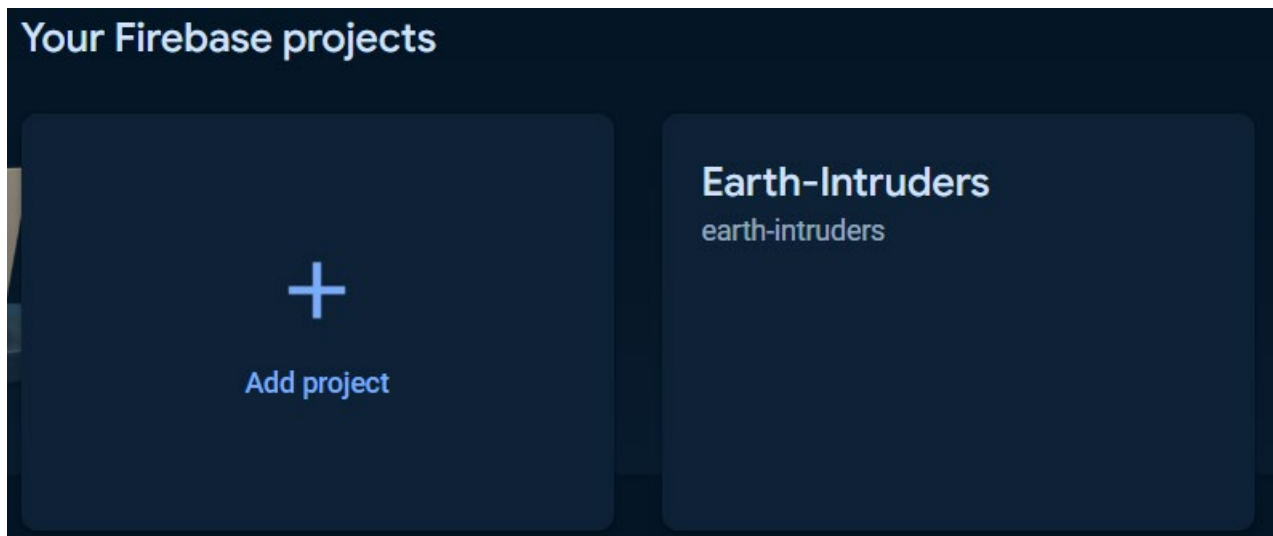 Your Firebase projects
Add project
Earth-Intruders
earth-intruders